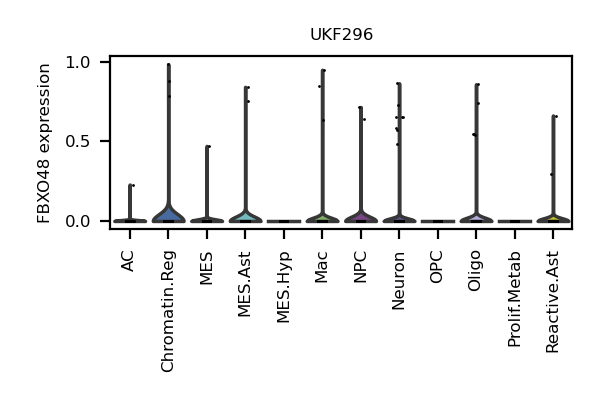 UKF296
FBXO48 expression
1.0
0.5
0.0
AC
Chromatin.Reg
MES
MES.Ast
MES.Hyp
Mac
NPC
Neuron
OPC
Oligo
Prolif.Metab
Reactive.Ast